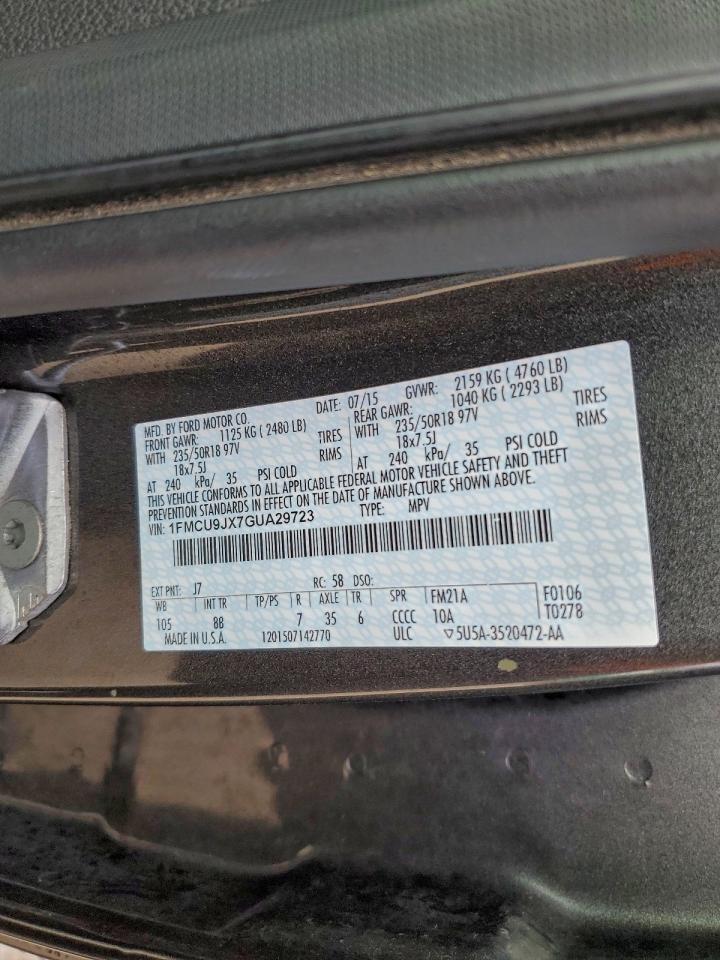 MFD. BY FORD MOTOR CO. DATE: 07/15 GVWR: 2159 KG ( 4760 LB)
FRONT GAWR: 1125 KG ( 2480 LB) REAR GAWR: 1040 KG ( 2293 LB)
WITH 235/50R18 97V TIRES WITH 235/50R18 97V TIRES
18x7.5J RIMS 18x7.5J RIMS
AT 240 kPa/ 35 PSI COLD AT 240 kPa/ 35 PSI COLD
THIS VEHICLE CONFORMS TO ALL APPLICABLE FEDERAL MOTOR VEHICLE SAFETY AND THEFT
PREVENTION STANDARDS IN EFFECT ON THE DATE OF MANUFACTURE SHOWN ABOVE.
VIN: 1FMCU9JX7GUA29723 TYPE: MPV
EXT PNT: J7 RC: 58 DSO:
WB INT TR TP/PS R AXLE TR SPR FM21A F0106
105 88 7 35 6 CCCC 10A T0278
MADE IN U.S.A. 1201507142770 ULC ▽5U5A-3520472-AA